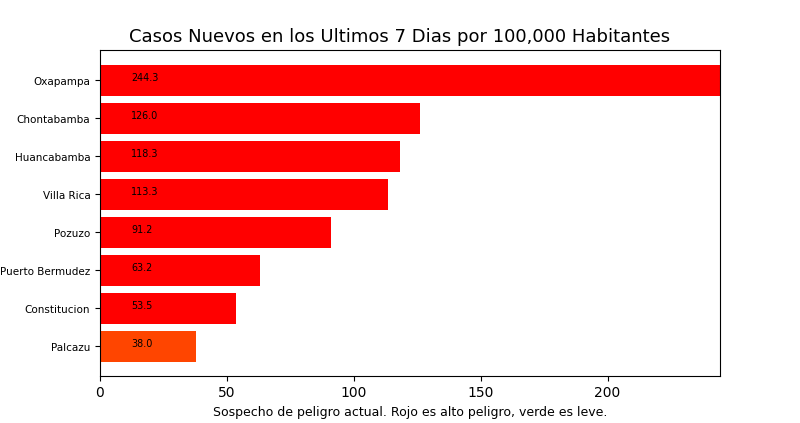 Casos Nuevos en los Ultimos 7 Dias por 100,000 Habitantes
Oxapampa 244.3
Chontabamba 126.0
Huancabamba 118.3
Villa Rica 113.3
Pozuzo 91.2
Puerto Bermudez 63.2
Constitucion 53.5
Palcazu 38.0
0 50 100 150 200
Sospecho de peligro actual. Rojo es alto peligro, verde es leve.